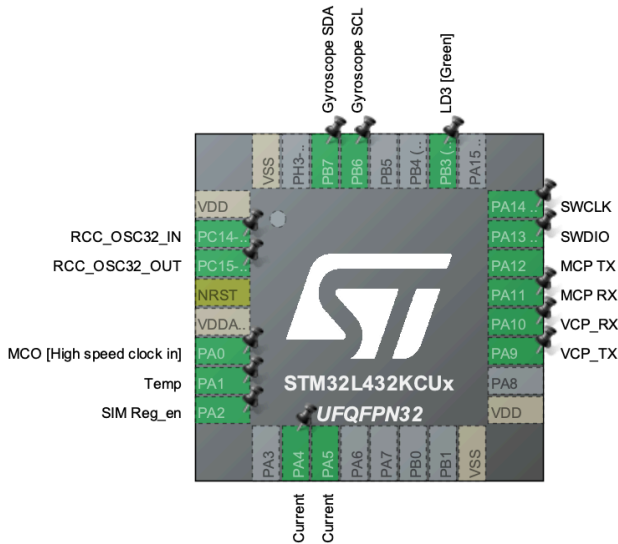 Gyroscope SDA
Gyroscope SCL
LD3 [Green]
VSS
PH3-..
PB7
PB6
PB5
PB4 (..
PB3 (..
PA15 ..
VDD
RCC_OSC32_IN PC14-..
RCC_OSC32_OUT PC15-..
NRST
VDDA..
MCO [High speed clock in] PA0
Temp PA1
SIM Reg_en PA2
PA14 .. SWCLK
PA13 .. SWDIO
PA12 MCP TX
PA11 MCP RX
PA10 VCP_RX
PA9 VCP_TX
PA8
VDD
ST
STM32L432KCUx
UFQFPN32
PA3
PA4
PA5
PA6
PA7
PB0
PB1
VSS
Current
Current